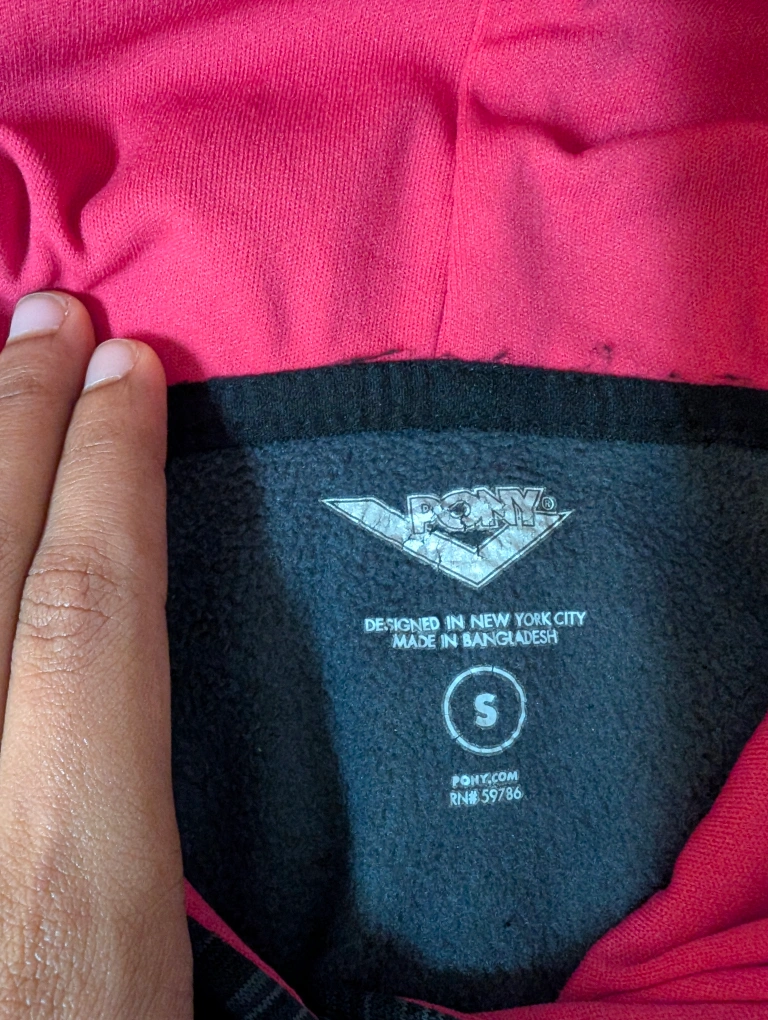 PONY®
DESIGNED IN NEW YORK CITY
MADE IN BANGLADESH
S
PONY.COM
RN# 59786